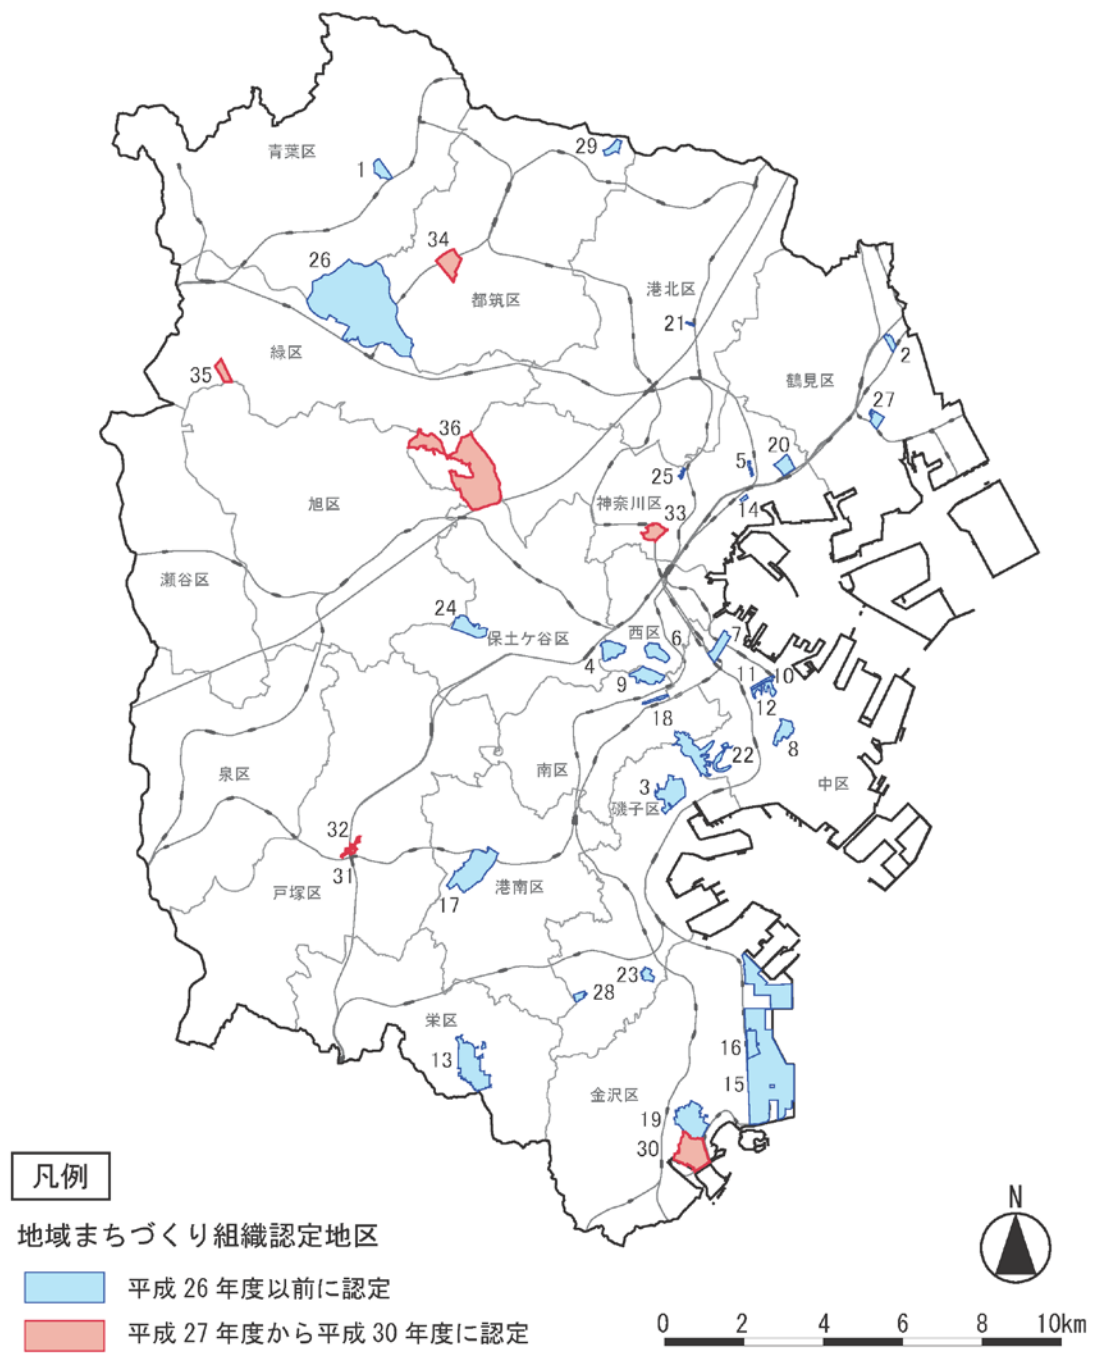 青葉区
1
29
34
26
都筑区
港北区
21
緑区
2
35
鶴見区
27
36
20
5
25
旭区
神奈川区
14
33
瀬谷区
24
保土ケ谷区
西区
6
7
4
9
11
10
12
18
8
22
泉区
南区
3
磯子区
中区
32
31
戸塚区
17
港南区
23
28
栄区
13
16
15
金沢区
19
30
凡例
地域まちづくり組織認定地区
平成 26 年度以前に認定
平成 27 年度から平成 30 年度に認定
N
0 2 4 6 8 10km